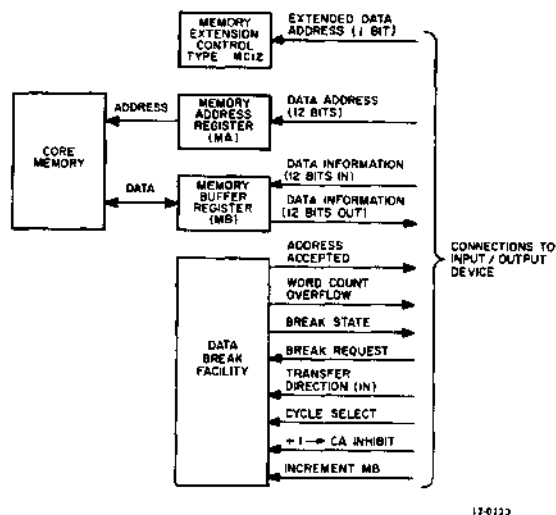 MEMORY
EXTENSION
CONTROL
TYPE MC12
EXTENDED DATA
ADDRESS (1 BIT)
CORE
MEMORY
ADDRESS
MEMORY
ADDRESS
REGISTER
(MA)
DATA ADDRESS
(12 BITS)
DATA
MEMORY
BUFFER
REGISTER
(MB)
DATA INFORMATION
(12 BITS IN)
DATA INFORMATION
(12 BITS OUT)
DATA
BREAK
FACILITY
ADDRESS
ACCEPTED
WORD COUNT
OVERFLOW
BREAK STATE
BREAK REQUEST
TRANSFER
DIRECTION (IN)
CYCLE SELECT
+1→ CA INHIBIT
INCREMENT MB
CONNECTIONS TO
INPUT/OUTPUT
DEVICE